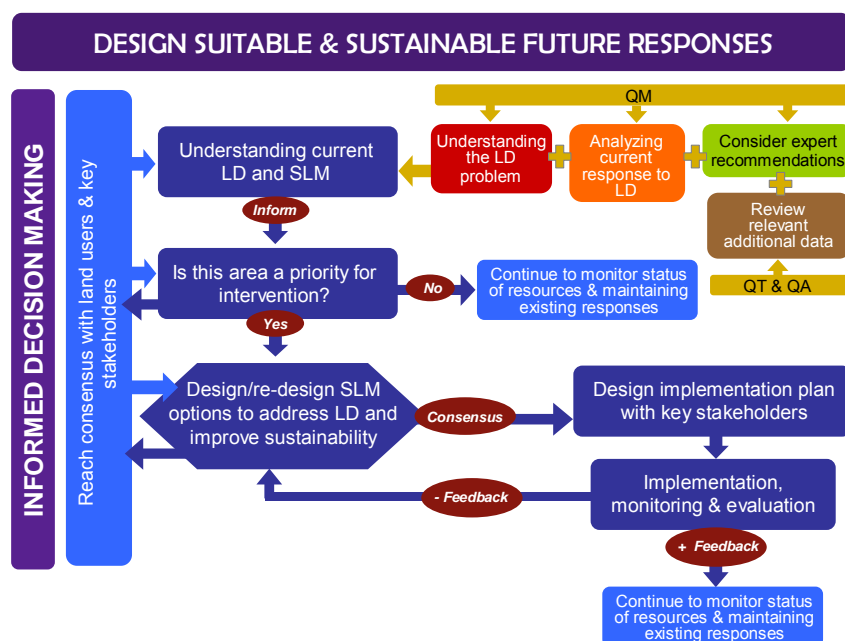 DESIGN SUITABLE & SUSTAINABLE FUTURE RESPONSES
INFORMED DECISION MAKING
Reach consensus with land users & key
stakeholders
QM
Understanding current
LD and SLM
Understanding
the LD
problem
Analyzing
current
response to
LD
Consider expert
recommendations
Review
relevant
additional data
QT & QA
Inform
Is this area a priority for
intervention?
No
Continue to monitor status
of resources & maintaining
existing responses
Yes
Design/re-design SLM
options to address LD and
improve sustainability
Consensus
Design implementation plan
with key stakeholders
Implementation,
monitoring & evaluation
- Feedback
+ Feedback
Continue to monitor status
of resources & maintaining
existing responses